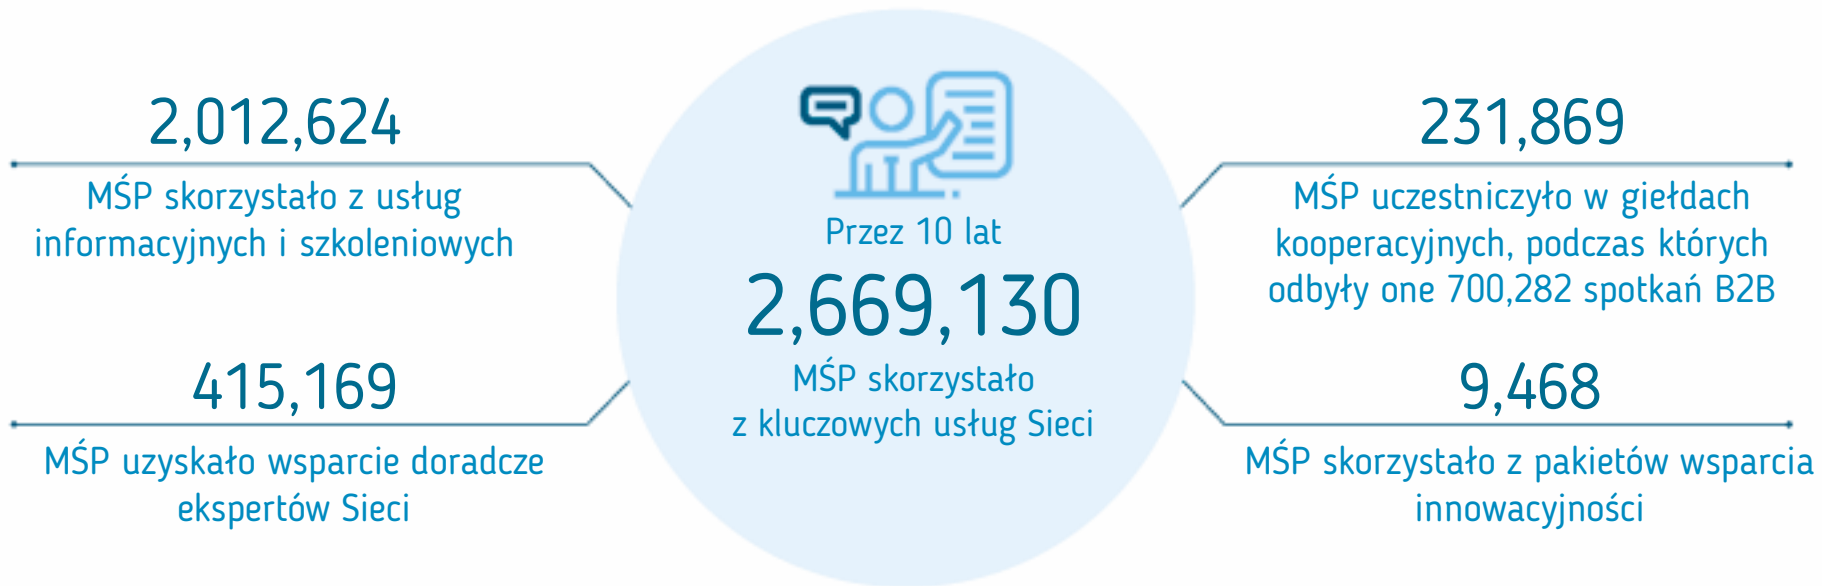 2,012,624
MŚP skorzystało z usług
informacyjnych i szkoleniowych
415,169
MŚP uzyskało wsparcie doradcze
ekspertów Sieci
Przez 10 lat
2,669,130
MŚP skorzystało
z kluczowych usług Sieci
231,869
MŚP uczestniczyło w giełdach
kooperacyjnych, podczas których
odbyły one 700,282 spotkań B2B
9,468
MŚP skorzystało z pakietów wsparcia
innowacyjności